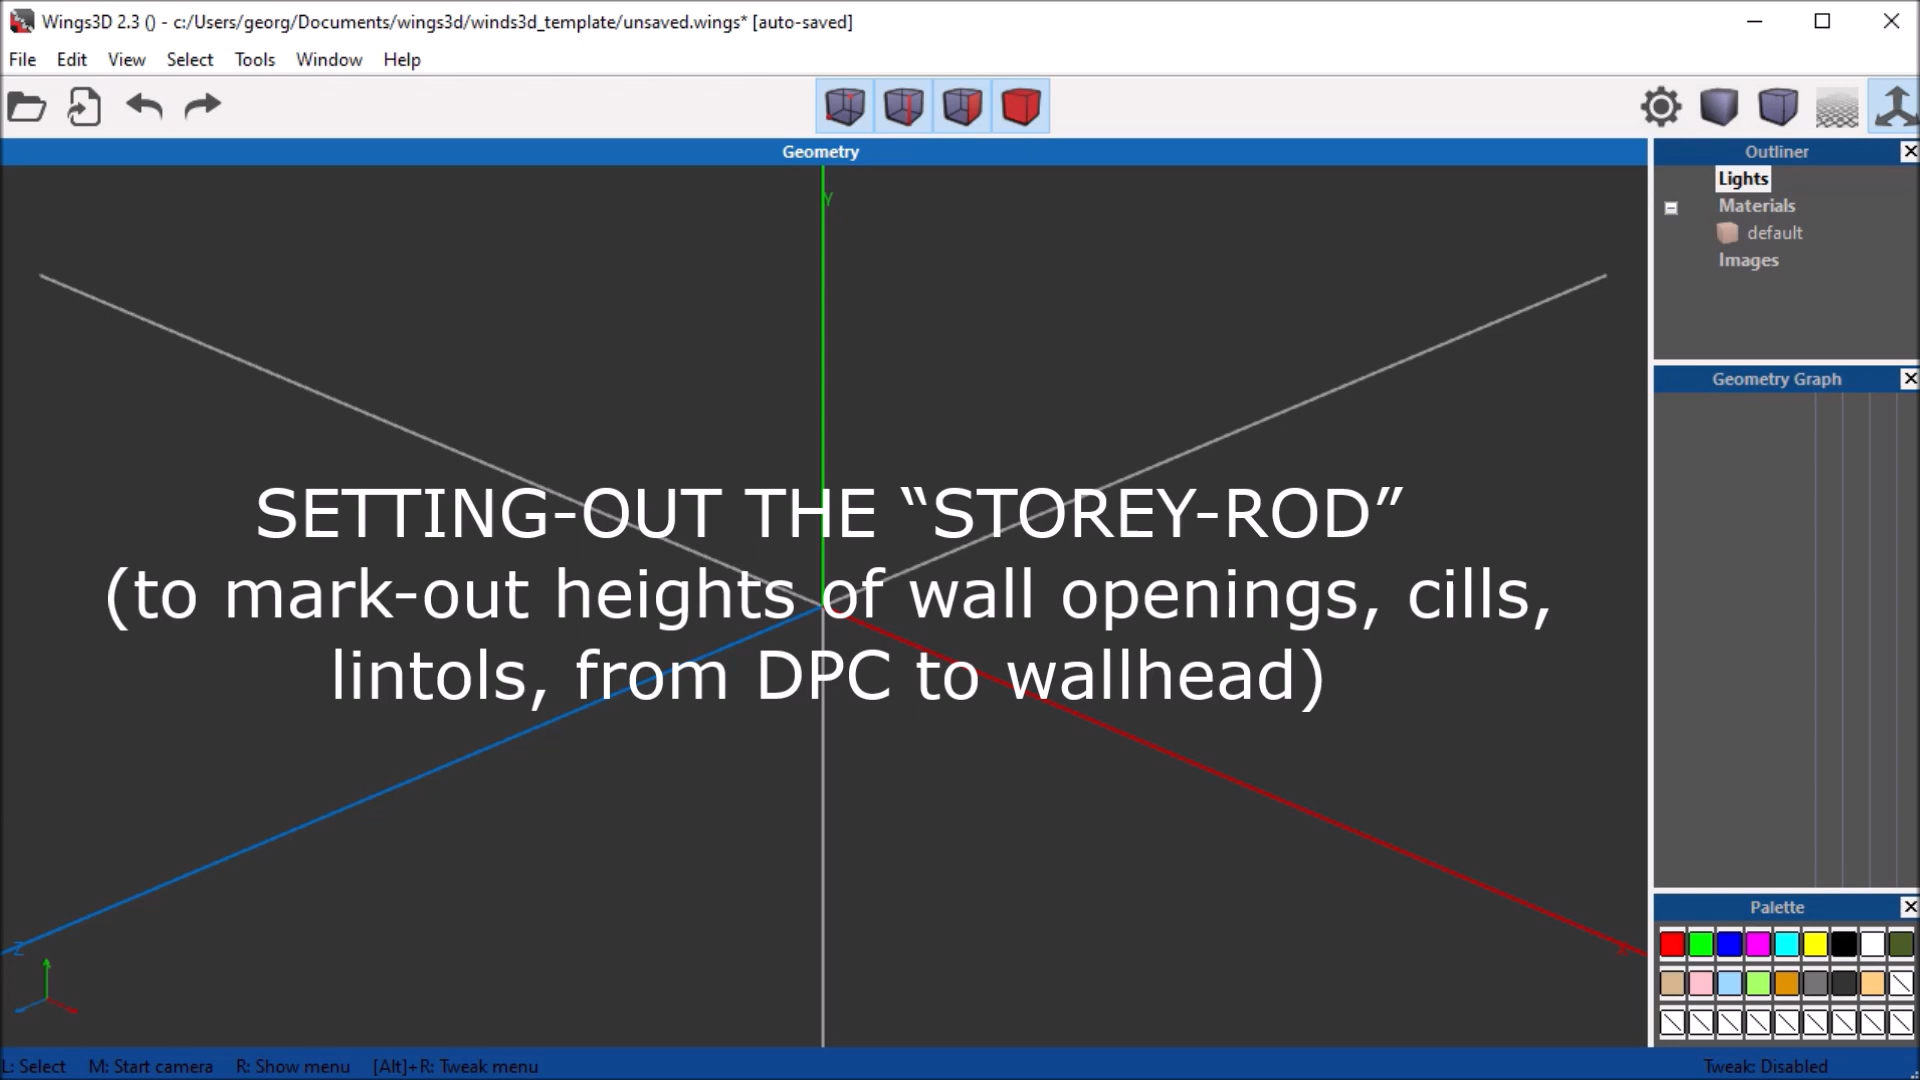 Wings3D 2.3 () - c:/Users/georg/Documents/wings3d/winds3d_template/unsaved.wings* [auto-saved]
File Edit View Select Tools Window Help
Geometry
Outliner
Lights
Materials
default
Images
Geometry Graph
Y
SETTING-OUT THE “STOREY-ROD”
(to mark-out heights of wall openings, cills,
lintols, from DPC to wallhead)
Z
X
Palette
L: Select M: Start camera R: Show menu [Alt]+R: Tweak menu
Tweak: Disabled